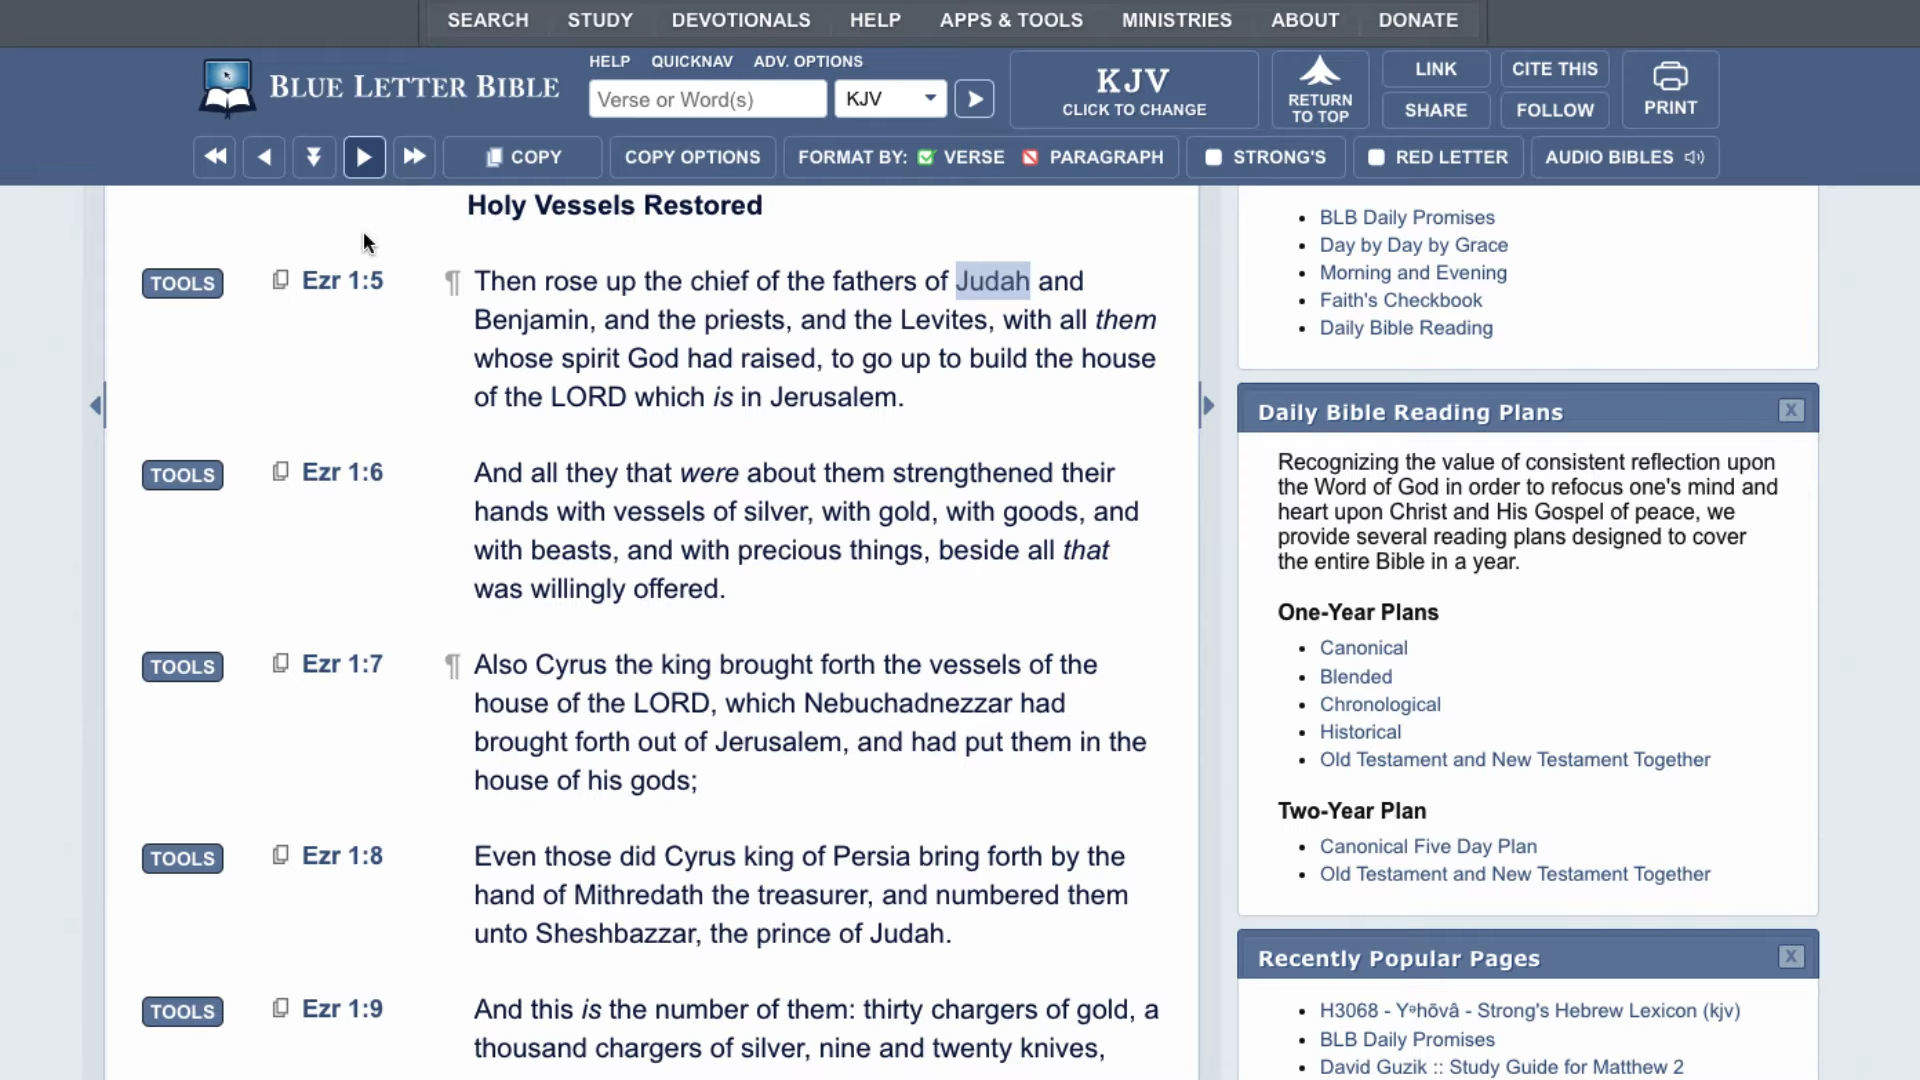 SEARCH STUDY DEVOTIONALS HELP APPS & TOOLS MINISTRIES ABOUT DONATE
BLUE LETTER BIBLE
HELP QUICKNAV ADV. OPTIONS
Verse or Word(s) KJV
KJV
CLICK TO CHANGE
RETURN
TO TOP
LINK CITE THIS
SHARE FOLLOW
PRINT
COPY COPY OPTIONS FORMAT BY: VERSE PARAGRAPH STRONG'S RED LETTER AUDIO BIBLES
Holy Vessels Restored
TOOLS Ezr 1:5 ¶ Then rose up the chief of the fathers of Judah and
Benjamin, and the priests, and the Levites, with all them
whose spirit God had raised, to go up to build the house
of the LORD which is in Jerusalem.
TOOLS Ezr 1:6 And all they that were about them strengthened their
hands with vessels of silver, with gold, with goods, and
with beasts, and with precious things, beside all that
was willingly offered.
TOOLS Ezr 1:7 ¶ Also Cyrus the king brought forth the vessels of the
house of the LORD, which Nebuchadnezzar had
brought forth out of Jerusalem, and had put them in the
house of his gods;
TOOLS Ezr 1:8 Even those did Cyrus king of Persia bring forth by the
hand of Mithredath the treasurer, and numbered them
unto Sheshbazzar, the prince of Judah.
TOOLS Ezr 1:9 And this is the number of them: thirty chargers of gold, a
thousand chargers of silver, nine and twenty knives,
• BLB Daily Promises
• Day by Day by Grace
• Morning and Evening
• Faith's Checkbook
• Daily Bible Reading
Daily Bible Reading Plans X
Recognizing the value of consistent reflection upon
the Word of God in order to refocus one's mind and
heart upon Christ and His Gospel of peace, we
provide several reading plans designed to cover
the entire Bible in a year.
One-Year Plans
• Canonical
• Blended
• Chronological
• Historical
• Old Testament and New Testament Together
Two-Year Plan
• Canonical Five Day Plan
• Old Testament and New Testament Together
Recently Popular Pages X
• H3068 - Yᵊhōvâ - Strong's Hebrew Lexicon (kjv)
• BLB Daily Promises
• David Guzik :: Study Guide for Matthew 2